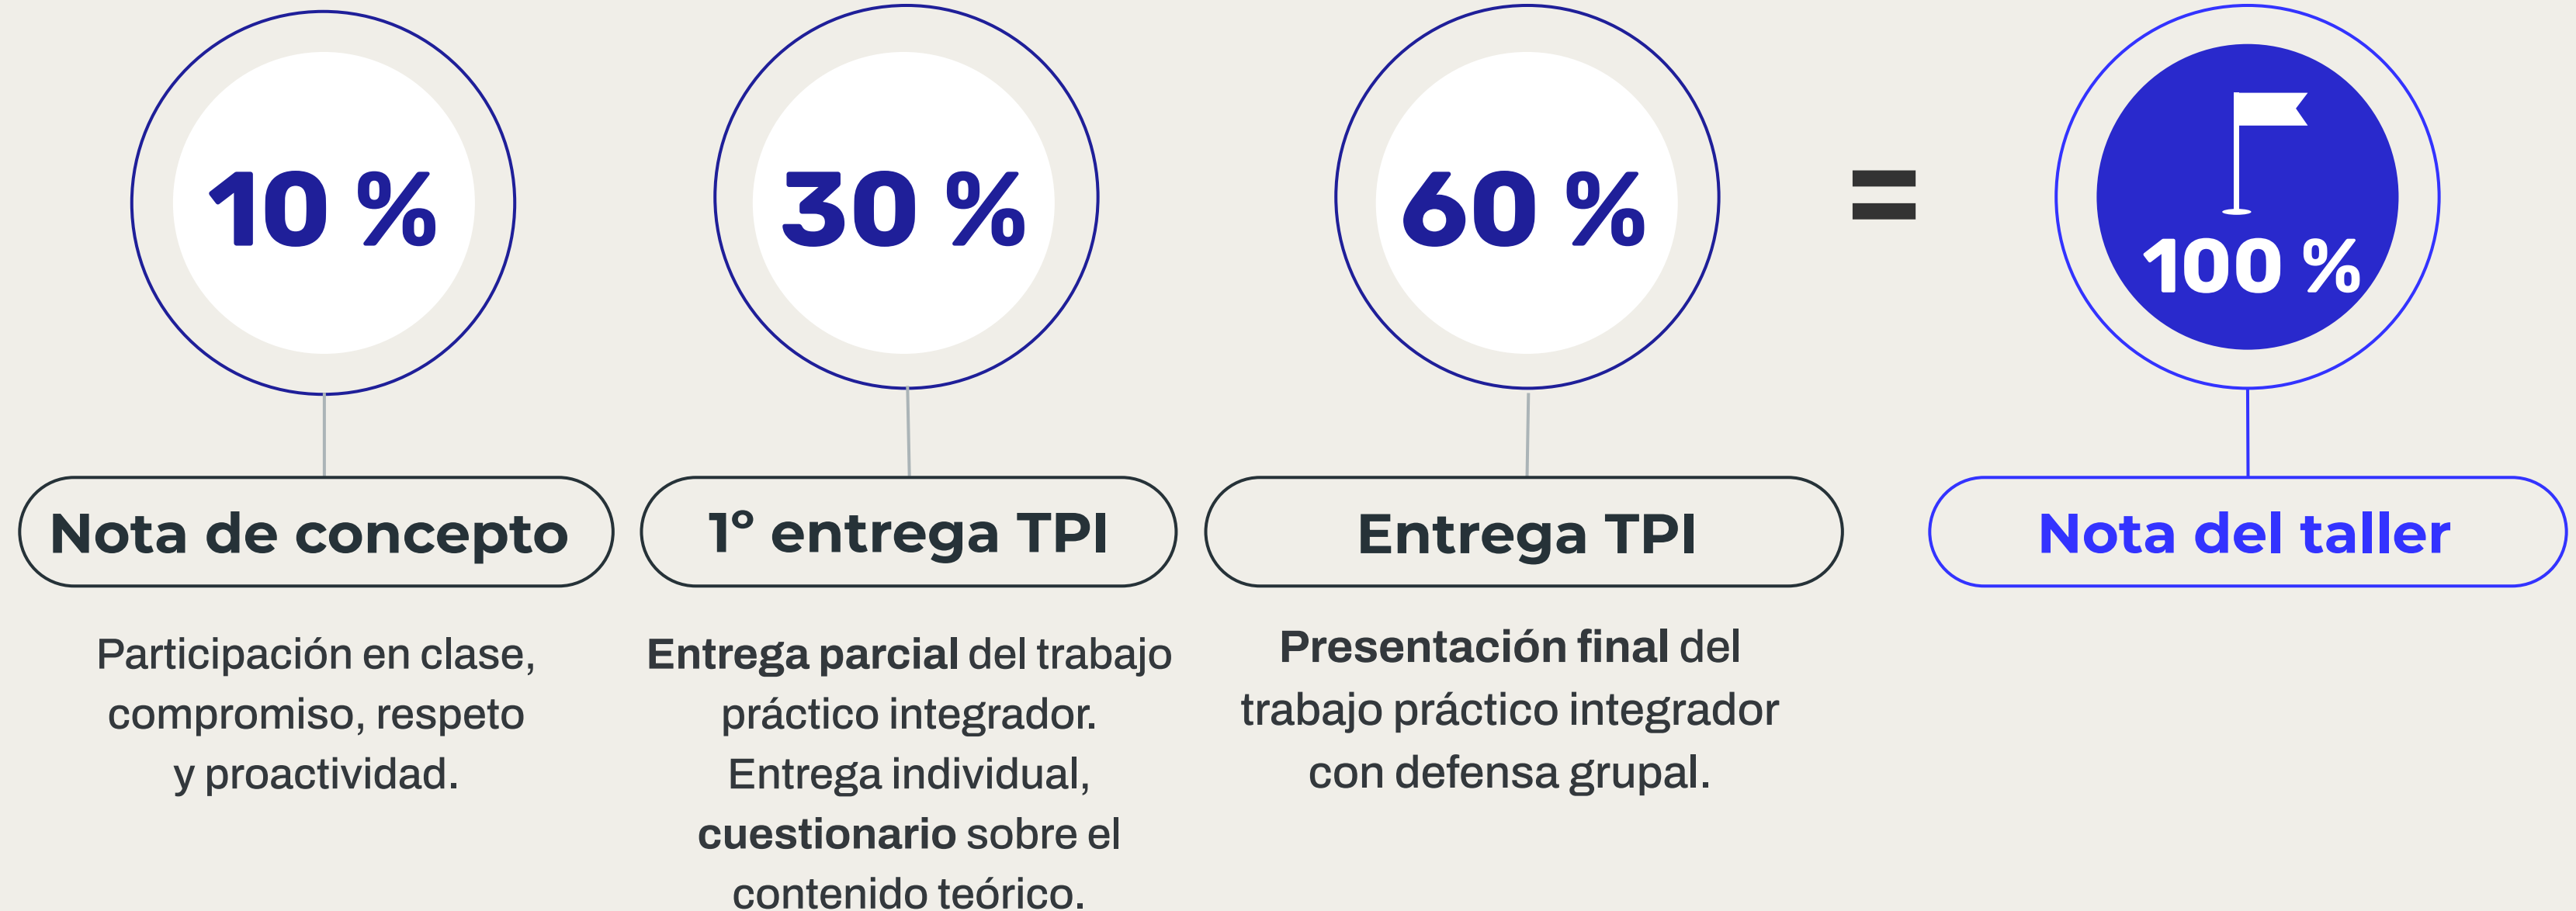 10 %
30 %
60 %
=
100 %
Nota de concepto
1º entrega TPI
Entrega TPI
Nota del taller
Participación en clase,
compromiso, respeto
y proactividad.
Entrega parcial del trabajo
práctico integrador.
Entrega individual,
cuestionario sobre el
contenido teórico.
Presentación final del
trabajo práctico integrador
con defensa grupal.